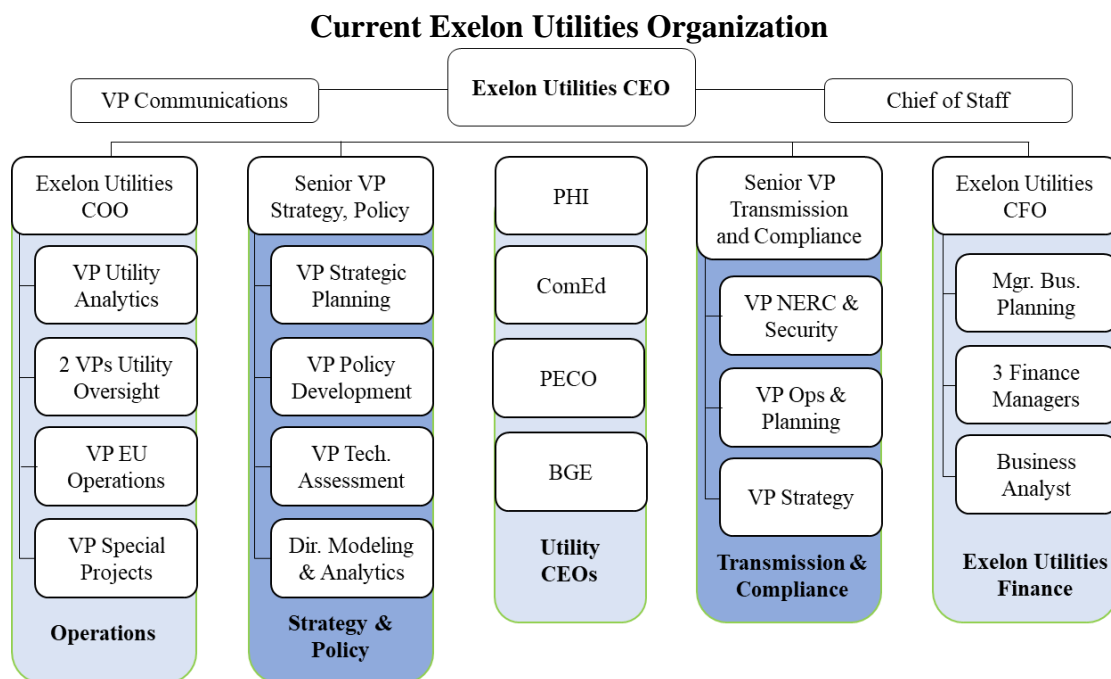 Current Exelon Utilities Organization
VP Communications
Exelon Utilities CEO
Chief of Staff
Exelon Utilities
COO
VP Utility
Analytics
2 VPs Utility
Oversight
VP EU
Operations
VP Special
Projects
Operations
Senior VP
Strategy, Policy
VP Strategic
Planning
VP Policy
Development
VP Tech.
Assessment
Dir. Modeling
& Analytics
Strategy &
Policy
PHI
ComEd
PECO
BGE
Utility
CEOs
Senior VP
Transmission
and Compliance
VP NERC &
Security
VP Ops &
Planning
VP Strategy
Transmission &
Compliance
Exelon Utilities
CFO
Mgr. Bus.
Planning
3 Finance
Managers
Business
Analyst
Exelon Utilities
Finance